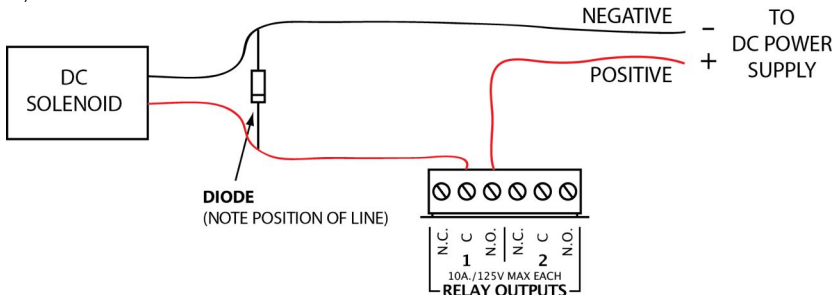 NEGATIVE
−
TO
DC POWER
SUPPLY
+
POSITIVE
DC
SOLENOID
DIODE
(NOTE POSITION OF LINE)
N.C. C N.O. N.C. C N.O.
1 2
10A./125V MAX EACH
RELAY OUTPUTS